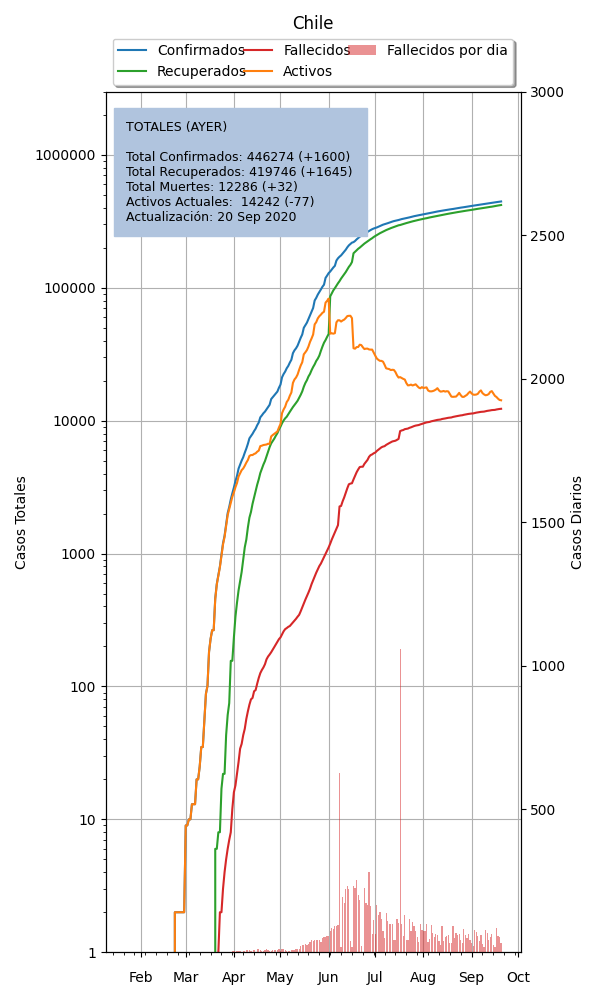 Chile
Confirmados Fallecidos Fallecidos por dia
Recuperados Activos
TOTALES (AYER)
Total Confirmados: 446274 (+1600)
Total Recuperados: 419746 (+1645)
Total Muertes: 12286 (+32)
Activos Actuales: 14242 (-77)
Actualización: 20 Sep 2020
Casos Totales
1000000
100000
10000
1000
100
10
1
3000
2500
2000
1500
1000
500
Casos Diarios
Feb Mar Apr May Jun Jul Aug Sep Oct